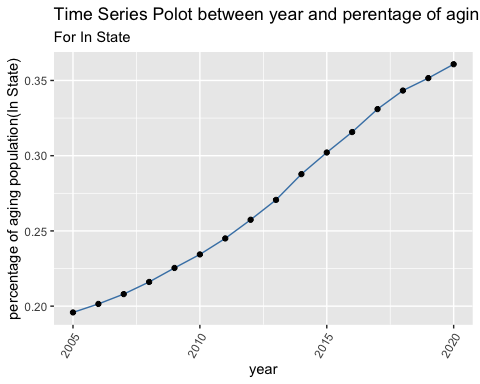 Time Series Polot between year and perentage of agin
For In State
percentage of aging population(In State)
0.35
0.30
0.25
0.20
2005
2010
2015
2020
year